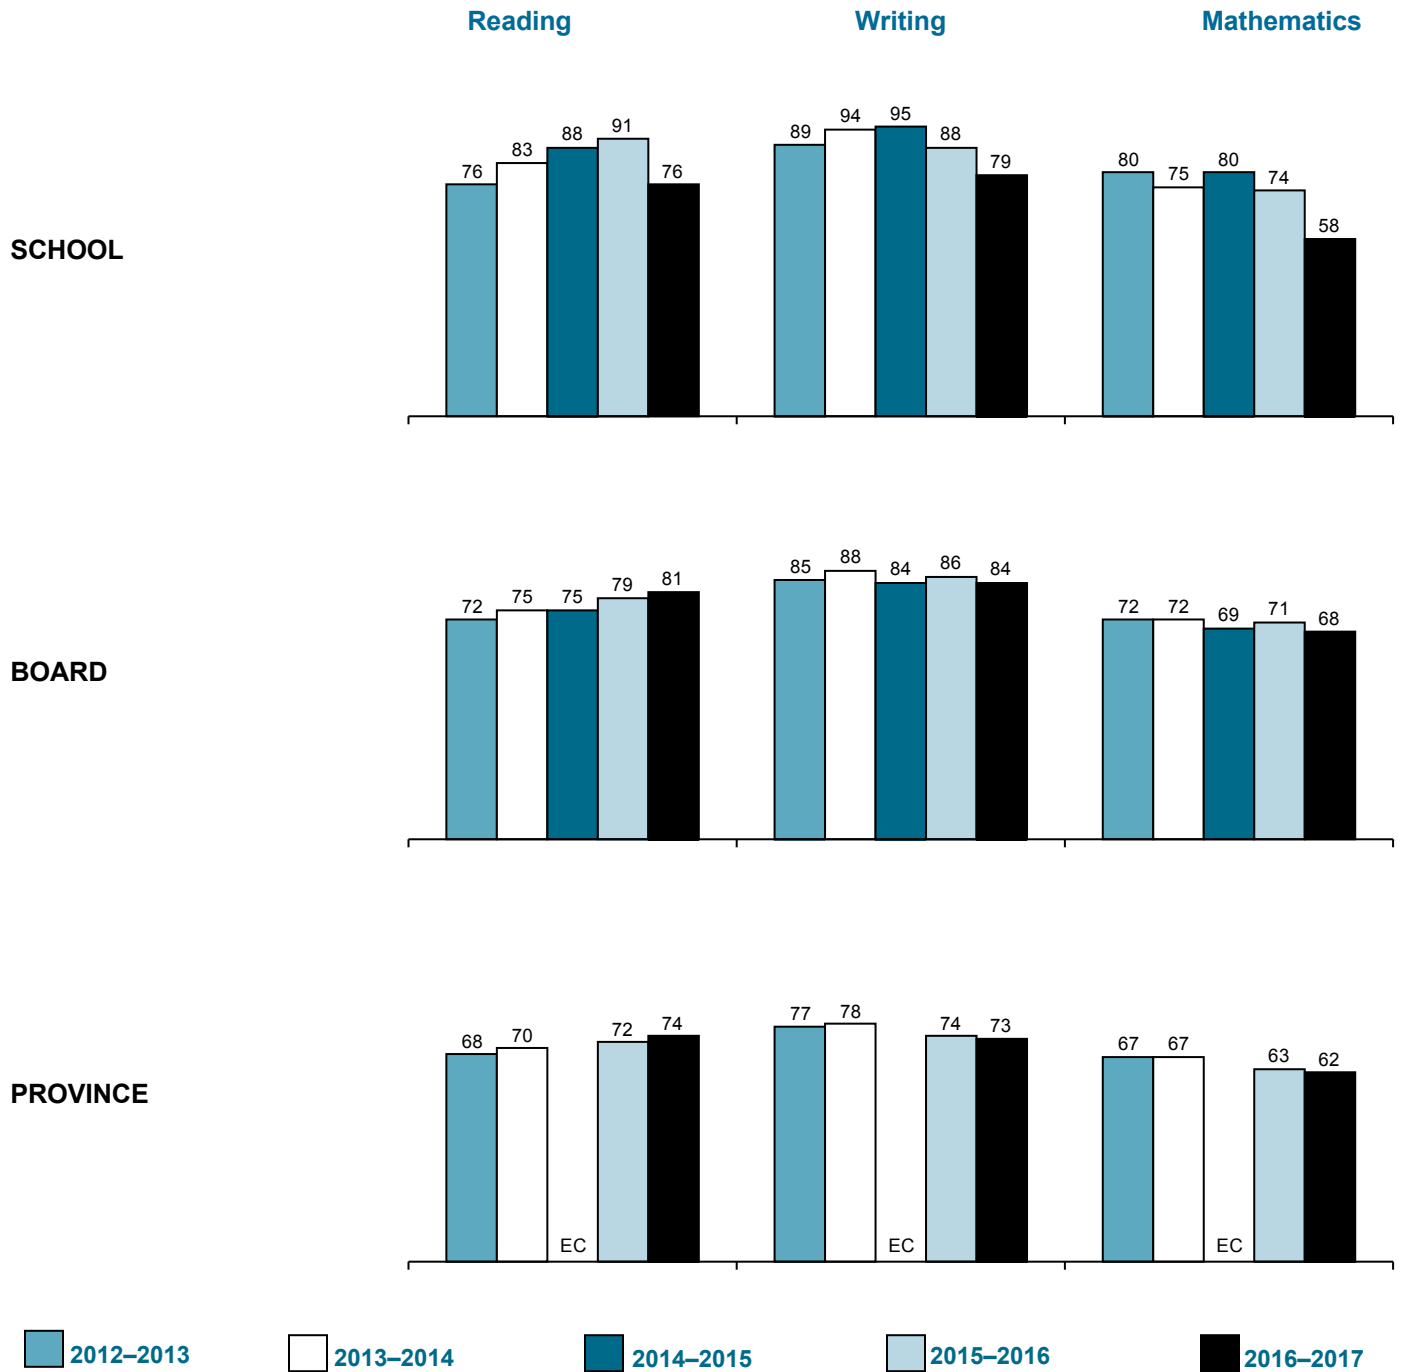 Reading Writing Mathematics
SCHOOL
76 83 88 91 76 89 94 95 88 79 80 75 80 74 58
BOARD
72 75 75 79 81 85 88 84 86 84 72 72 69 71 68
PROVINCE
68 70 EC 72 74 77 78 EC 74 73 67 67 EC 63 62
2012–2013 2013–2014 2014–2015 2015–2016 2016–2017